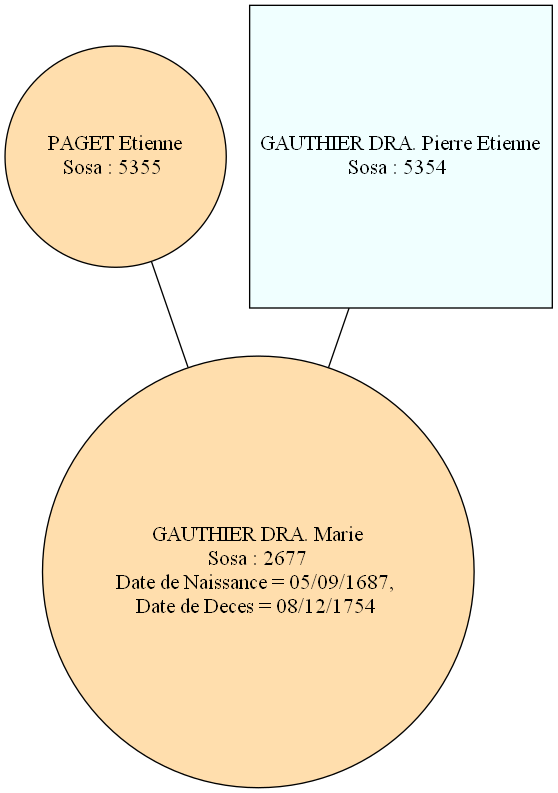 PAGET Etienne
Sosa : 5355
GAUTHIER DRA. Pierre Etienne
Sosa : 5354
GAUTHIER DRA. Marie
Sosa : 2677
Date de Naissance = 05/09/1687,
Date de Deces = 08/12/1754